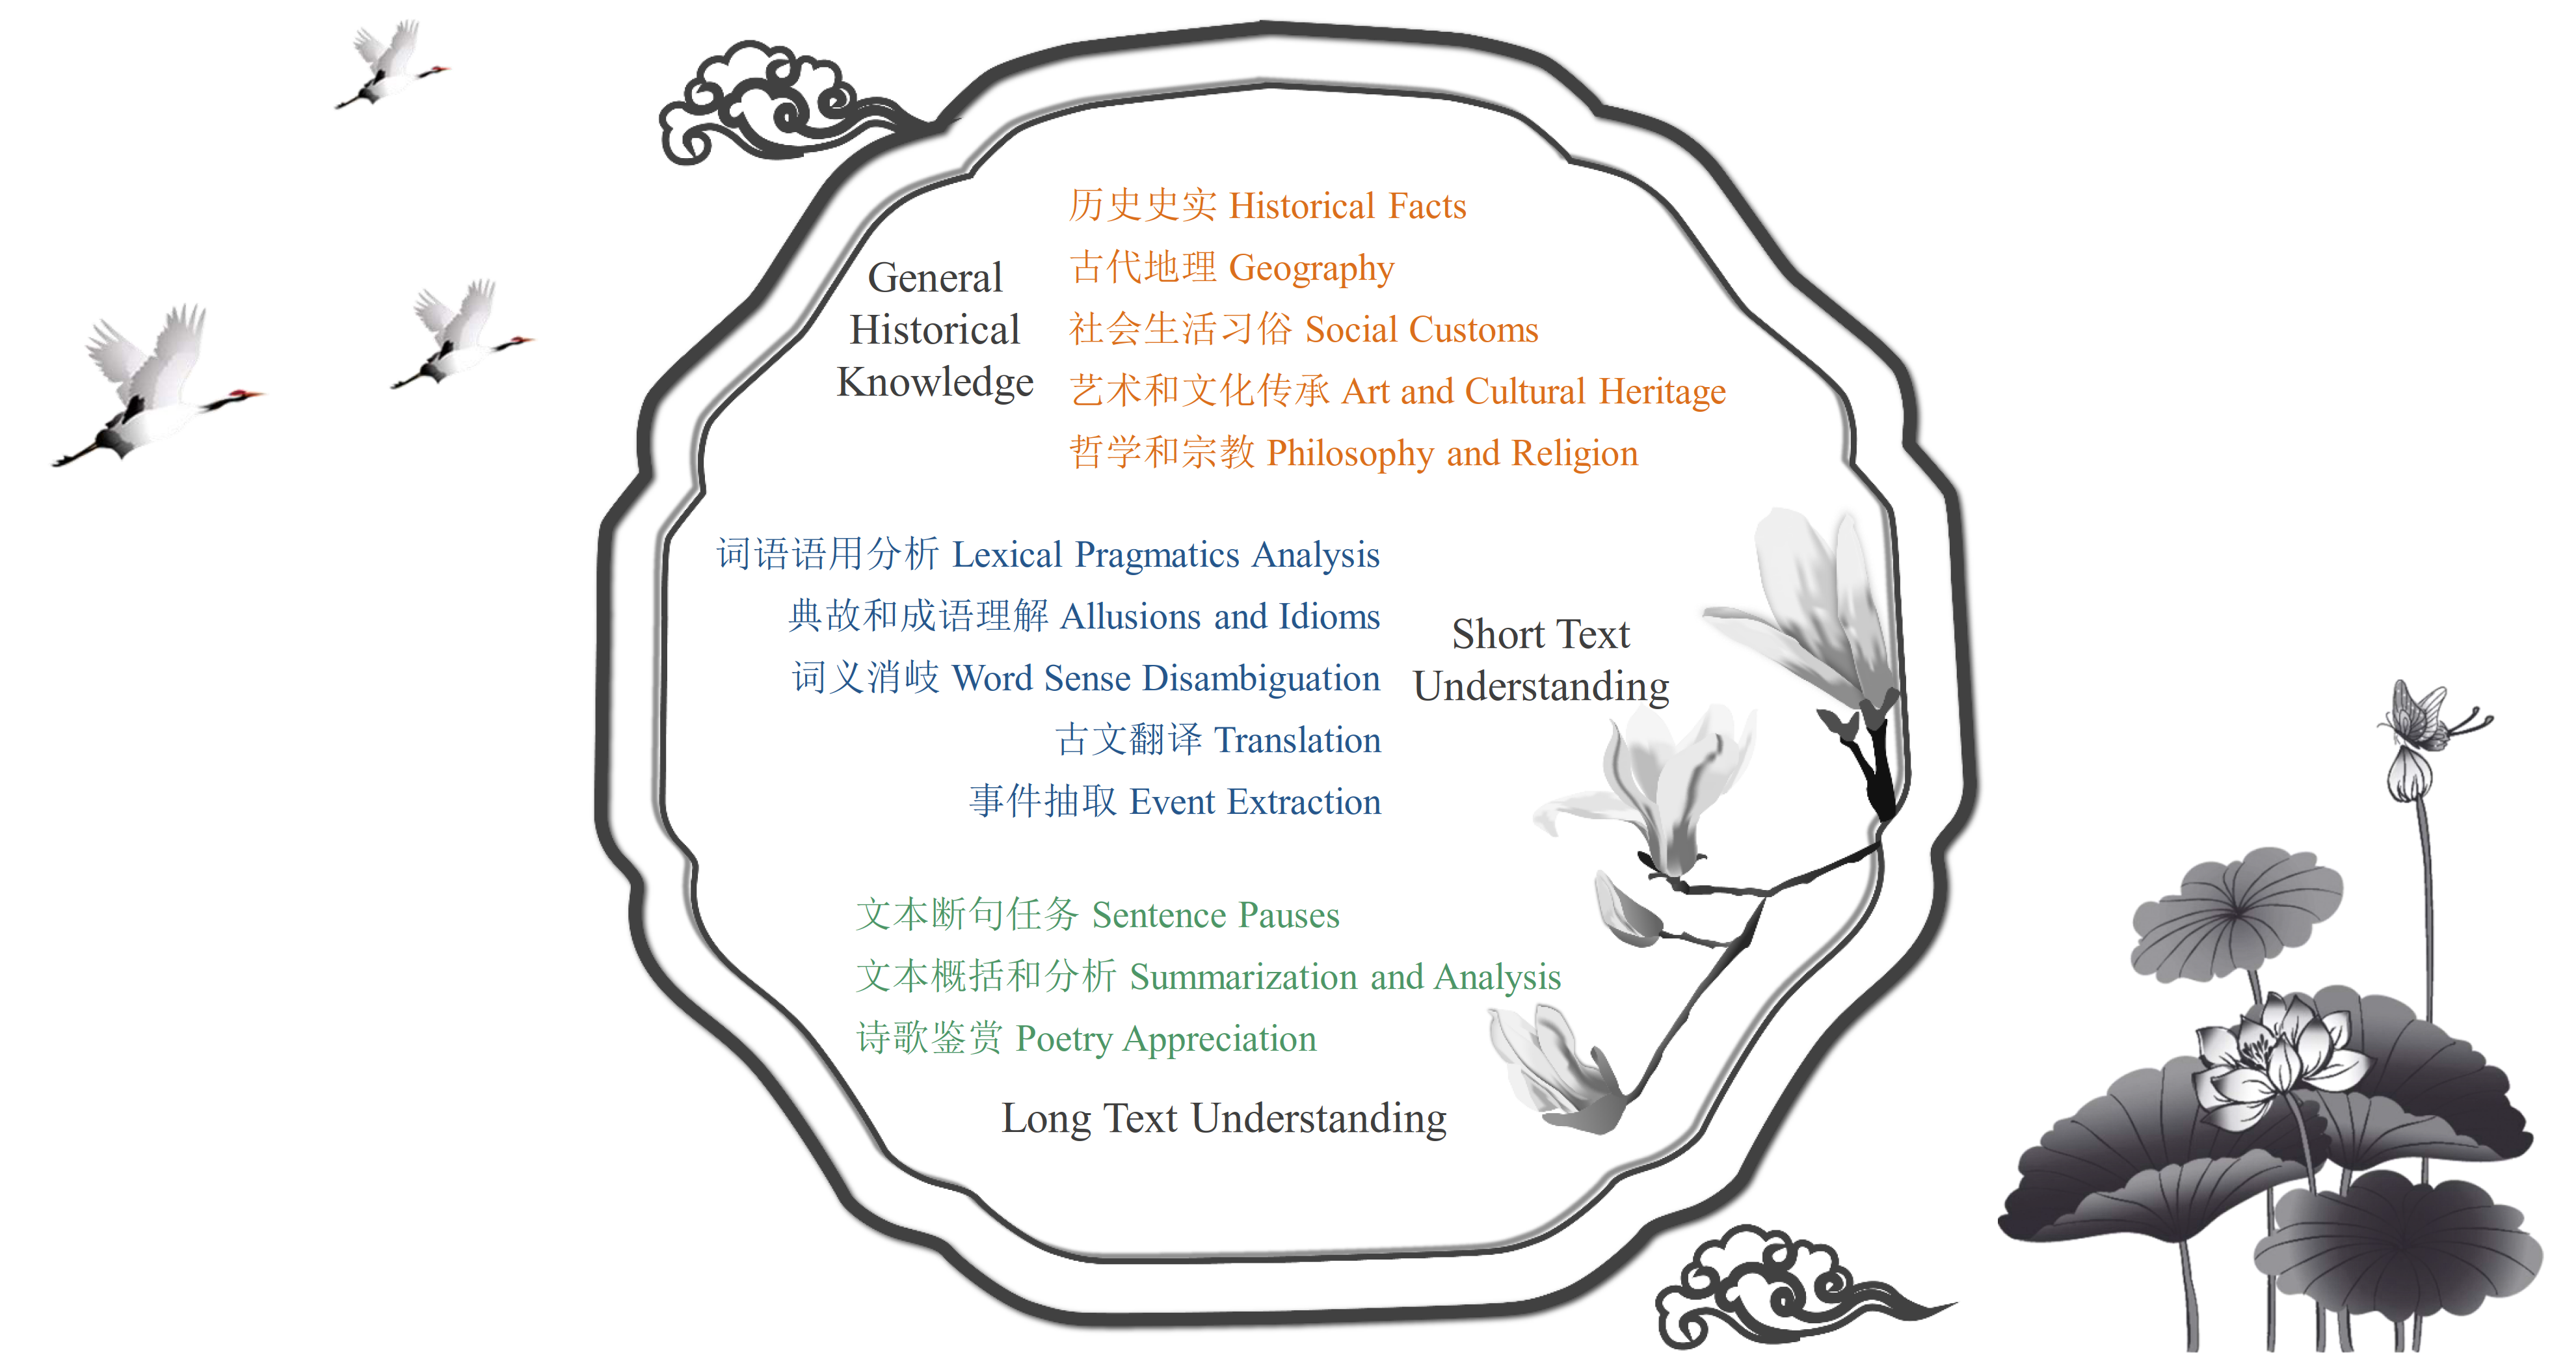 General
Historical
Knowledge
历史史实 Historical Facts
古代地理 Geography
社会生活习俗 Social Customs
艺术和文化传承 Art and Cultural Heritage
哲学和宗教 Philosophy and Religion
词语语用分析 Lexical Pragmatics Analysis
典故和成语理解 Allusions and Idioms
词义消岐 Word Sense Disambiguation
古文翻译 Translation
事件抽取 Event Extraction
Short Text
Understanding
文本断句任务 Sentence Pauses
文本概括和分析 Summarization and Analysis
诗歌鉴赏 Poetry Appreciation
Long Text Understanding